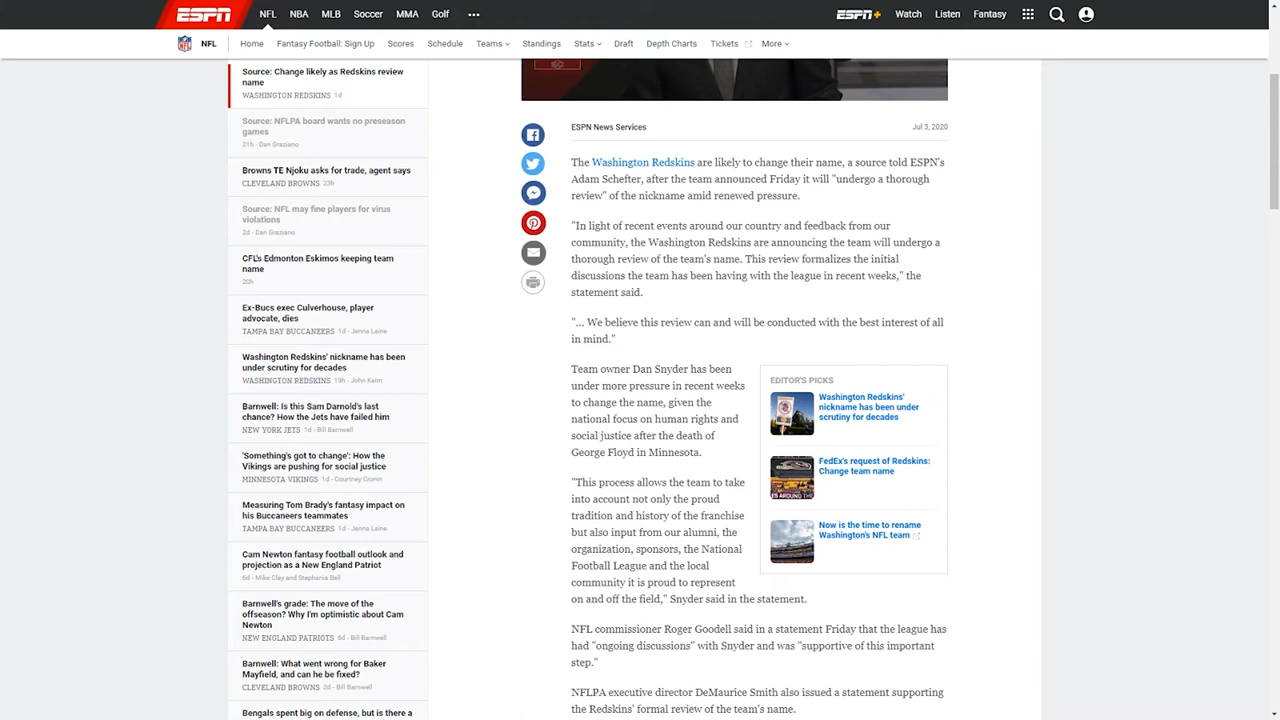 ESPN NFL NBA MLB Soccer MMA Golf ••• ESPN+ Watch Listen Fantasy
NFL Home Fantasy Football: Sign Up Scores Schedule Teams Standings Stats Draft Depth Charts Tickets More
Source: Change likely as Redskins review
name
WASHINGTON REDSKINS 1d
Source: NFLPA board wants no preseason
games
21h - Dan Graziano
Browns TE Njoku asks for trade, agent says
CLEVELAND BROWNS 23h
Source: NFL may fine players for virus
violations
2d - Dan Graziano
CFL's Edmonton Eskimos keeping team
name
20h
Ex-Bucs exec Culverhouse, player
advocate, dies
TAMPA BAY BUCCANEERS 1d - Jenna Laine
Washington Redskins' nickname has been
under scrutiny for decades
WASHINGTON REDSKINS 19h - John Keim
Barnwell: Is this Sam Darnold's last
chance? How the Jets have failed him
NEW YORK JETS 1d - Bill Barnwell
'Something's got to change': How the
Vikings are pushing for social justice
MINNESOTA VIKINGS 1d - Courtney Cronin
Measuring Tom Brady's fantasy impact on
his Buccaneers teammates
TAMPA BAY BUCCANEERS 1d - Jenna Laine
Cam Newton fantasy football outlook and
projection as a New England Patriot
6d - Mike Clay and Stephania Bell
Barnwell's grade: The move of the
offseason? Why I'm optimistic about Cam
Newton
NEW ENGLAND PATRIOTS 6d - Bill Barnwell
Barnwell: What went wrong for Baker
Mayfield, and can he be fixed?
CLEVELAND BROWNS 2d - Bill Barnwell
Bengals spent big on defense, but is there a
ESPN News Services Jul 3, 2020
The Washington Redskins are likely to change their name, a source told ESPN's
Adam Schefter, after the team announced Friday it will "undergo a thorough
review" of the nickname amid renewed pressure.
"In light of recent events around our country and feedback from our
community, the Washington Redskins are announcing the team will undergo a
thorough review of the team's name. This review formalizes the initial
discussions the team has been having with the league in recent weeks," the
statement said.
"... We believe this review can and will be conducted with the best interest of all
in mind."
Team owner Dan Snyder has been
under more pressure in recent weeks
to change the name, given the
national focus on human rights and
social justice after the death of
George Floyd in Minnesota.
"This process allows the team to take
into account not only the proud
tradition and history of the franchise
but also input from our alumni, the
organization, sponsors, the National
Football League and the local
community it is proud to represent
on and off the field," Snyder said in the statement.
EDITOR'S PICKS
Washington Redskins'
nickname has been under
scrutiny for decades
FedEx's request of Redskins:
Change team name
Now is the time to rename
Washington's NFL team
NFL commissioner Roger Goodell said in a statement Friday that the league has
had "ongoing discussions" with Snyder and was "supportive of this important
step."
NFLPA executive director DeMaurice Smith also issued a statement supporting
the Redskins' formal review of the team's name.